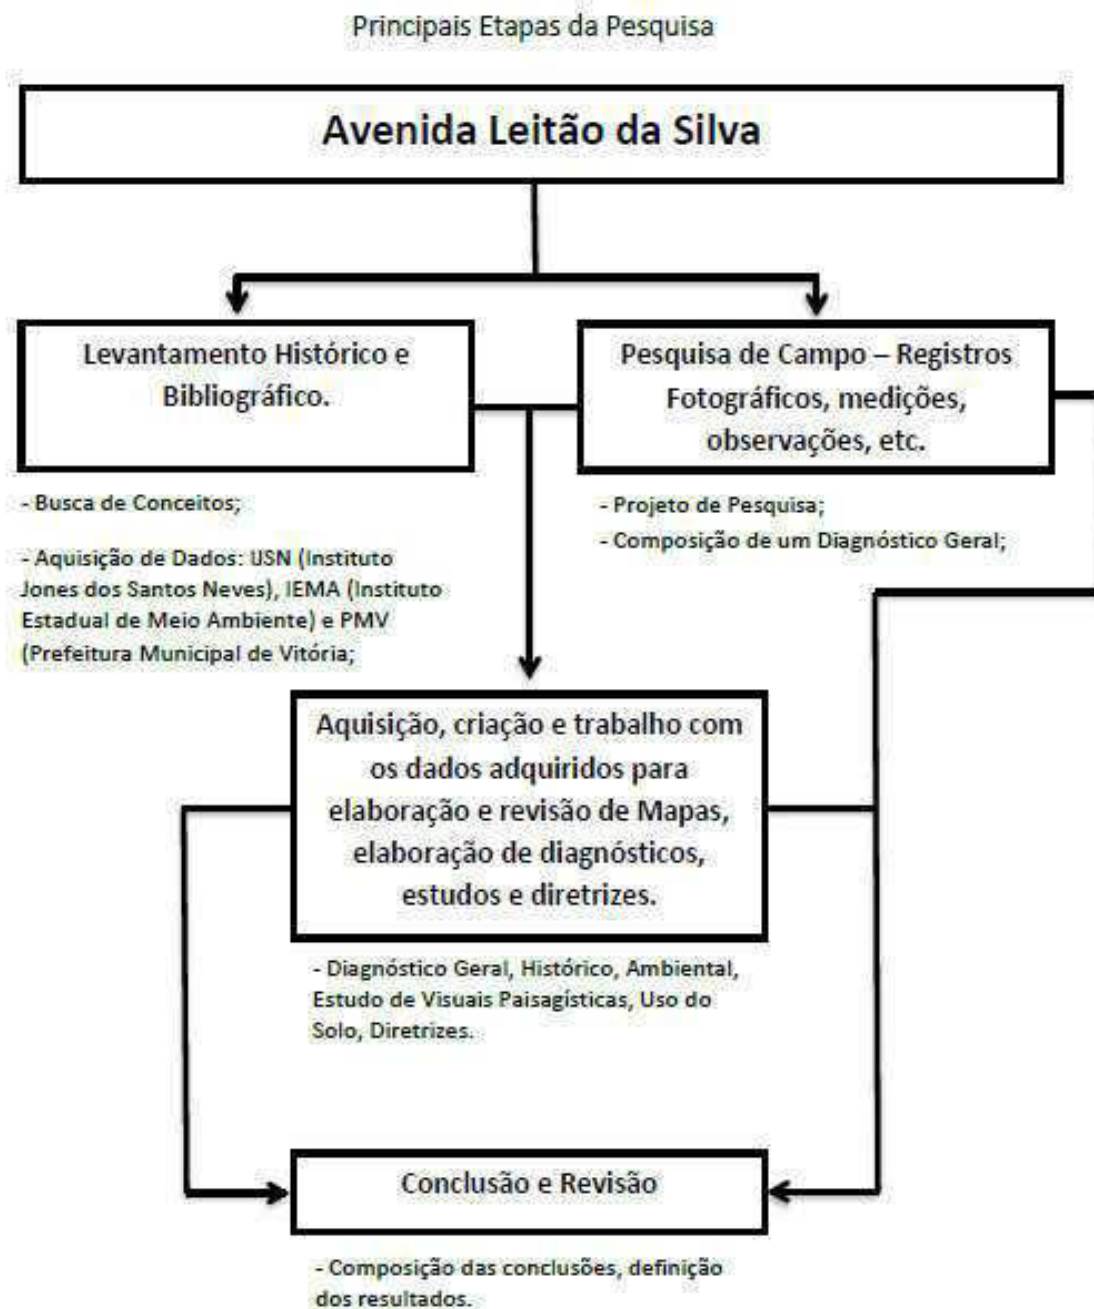 Principais Etapas da Pesquisa
Avenida Leitão da Silva
Levantamento Histórico e
Bibliográfico.
Pesquisa de Campo – Registros
Fotográficos, medições,
observações, etc.
- Busca de Conceitos;
- Aquisição de Dados: IJSN (Instituto
Jones dos Santos Neves), IEMA (Instituto
Estadual de Meio Ambiente) e PMV
(Prefeitura Municipal de Vitória;
- Projeto de Pesquisa;
- Composição de um Diagnóstico Geral;
Aquisição, criação e trabalho com
os dados adquiridos para
elaboração e revisão de Mapas,
elaboração de diagnósticos,
estudos e diretrizes.
- Diagnóstico Geral, Histórico, Ambiental,
Estudo de Visuais Paisagísticas, Uso do
Solo, Diretrizes.
Conclusão e Revisão
- Composição das conclusões, definição
dos resultados.